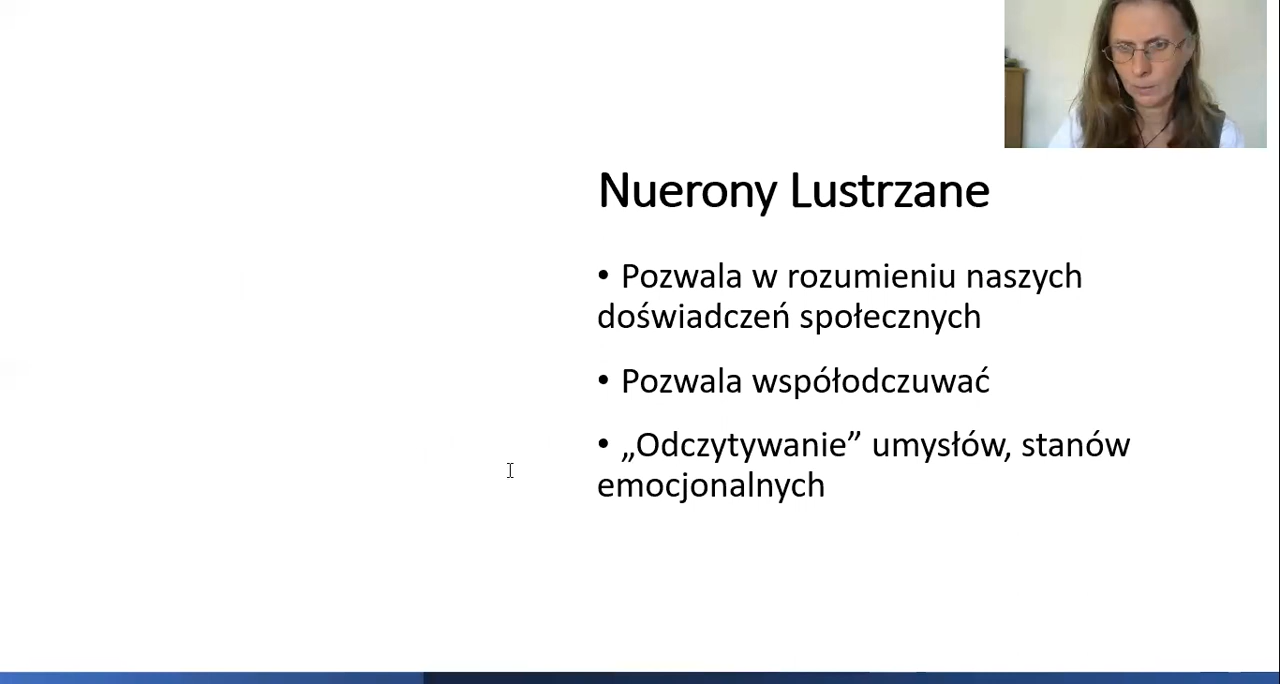 Nuerony Lustrzane
• Pozwala w rozumieniu naszych
doświadczeń społecznych
• Pozwala współodczuwać
• „Odczytywanie” umysłów, stanów
emocjonalnych